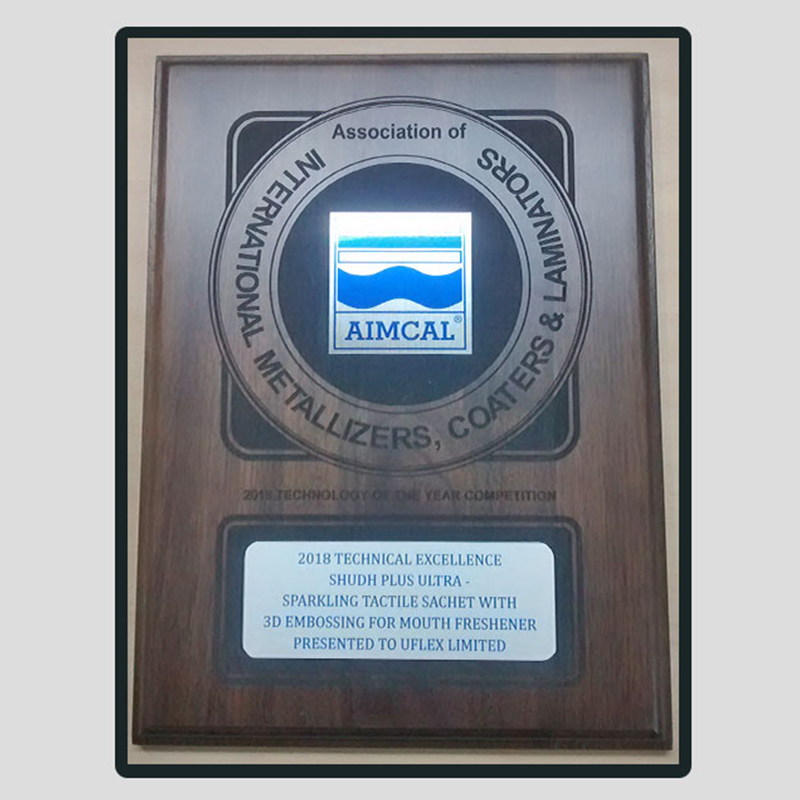 Association of
INTERNATIONAL METALLIZERS, COATERS & LAMINATORS
AIMCAL®
2018 TECHNOLOGY OF THE YEAR COMPETITION
2018 TECHNICAL EXCELLENCE
SHUDH PLUS ULTRA -
SPARKLING TACTILE SACHET WITH
3D EMBOSSING FOR MOUTH FRESHENER
PRESENTED TO UFLEX LIMITED